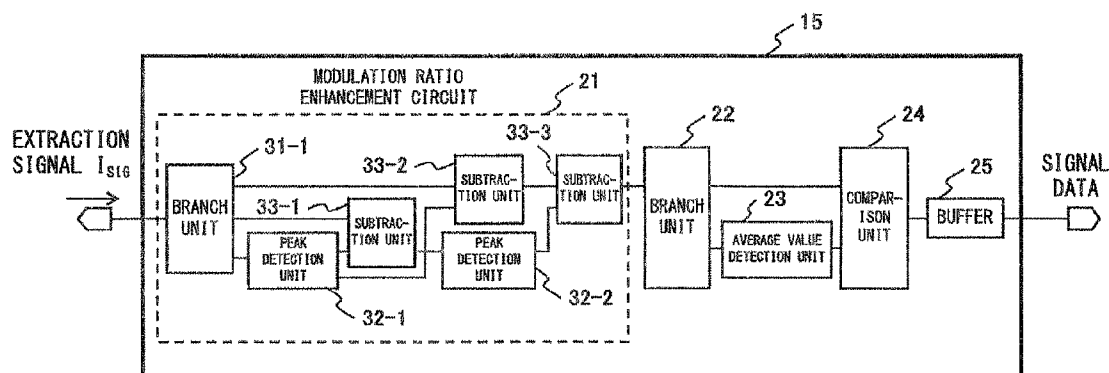 15
MODULATION RATIO
ENHANCEMENT CIRCUIT
21
EXTRACTION
SIGNAL ISIG
31-1
33-2
33-3
22
24
25
SIGNAL
DATA
BRANCH
UNIT
33-1
SUBTRAC-
TION UNIT
SUBTRAC-
TION UNIT
SUBTRAC-
TION UNIT
PEAK
DETECTION
UNIT
PEAK
DETECTION
UNIT
32-1
32-2
BRANCH
UNIT
23
AVERAGE VALUE
DETECTION UNIT
COMPAR-
ISON
UNIT
BUFFER